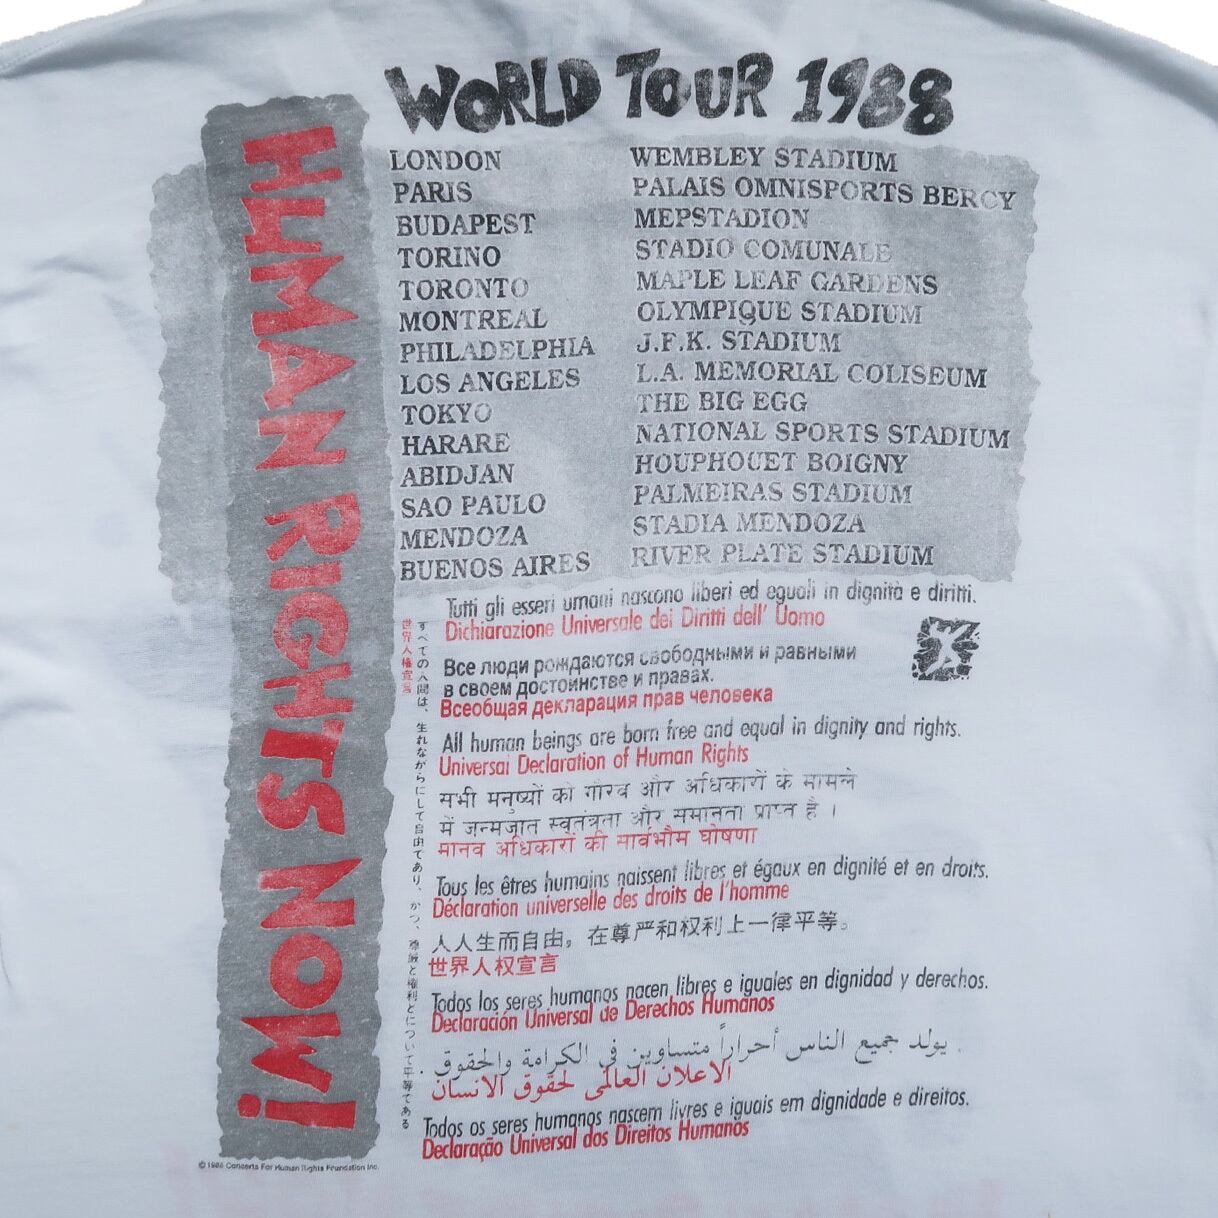 WORLD TOUR 1988
HUMAN RIGHTS NOW!
LONDON WEMBLEY STADIUM
PARIS PALAIS OMNISPORTS BERCY
BUDAPEST MEPSTADION
TORINO STADIO COMUNALE
TORONTO MAPLE LEAF GARDENS
MONTREAL OLYMPIQUE STADIUM
PHILADELPHIA J.F.K. STADIUM
LOS ANGELES L.A. MEMORIAL COLISEUM
TOKYO THE BIG EGG
HARARE NATIONAL SPORTS STADIUM
ABIDJAN HOUPHOUET BOIGNY
SAO PAULO PALMEIRAS STADIUM
MENDOZA STADIA MENDOZA
BUENOS AIRES RIVER PLATE STADIUM
すべての人間は、生れながらにして自由であり、かつ、尊厳と権利とについて平等である
世界人権宣言
Tutti gli esseri umani nascono liberi ed eguali in dignità e diritti.
Dichiarazione Universale dei Diritti dell' Uomo
Все люди рождаются свободными и равными
в своем достоинстве и правах.
Всеобщая декларация прав человека
All human beings are born free and equal in dignity and rights.
Universal Declaration of Human Rights
सभी मनुष्यों को गौरव और अधिकारों के मामले
में जन्मजात स्वतंत्रता और समानता प्राप्त है ।
मानव अधिकारों की सार्वभौम घोषणा
Tous les êtres humains naissent libres et égaux en dignité et en droits.
Déclaration universelle des droits de l'homme
人人生而自由，在尊严和权利上一律平等。
世界人权宣言
Todos los seres humanos nacen libres e iguales en dignidad y derechos.
Declaración Universal de Derechos Humanos
يولد جميع الناس أحراراً متساوين في الكرامة والحقوق .
الاعلان العالمى لحقوق الانسان
Todos os seres humanos nascem livres e iguais em dignidade e direitos.
Declaração Universal dos Direitos Humanos
© 1988 Concerts For Human Rights Foundation Inc.